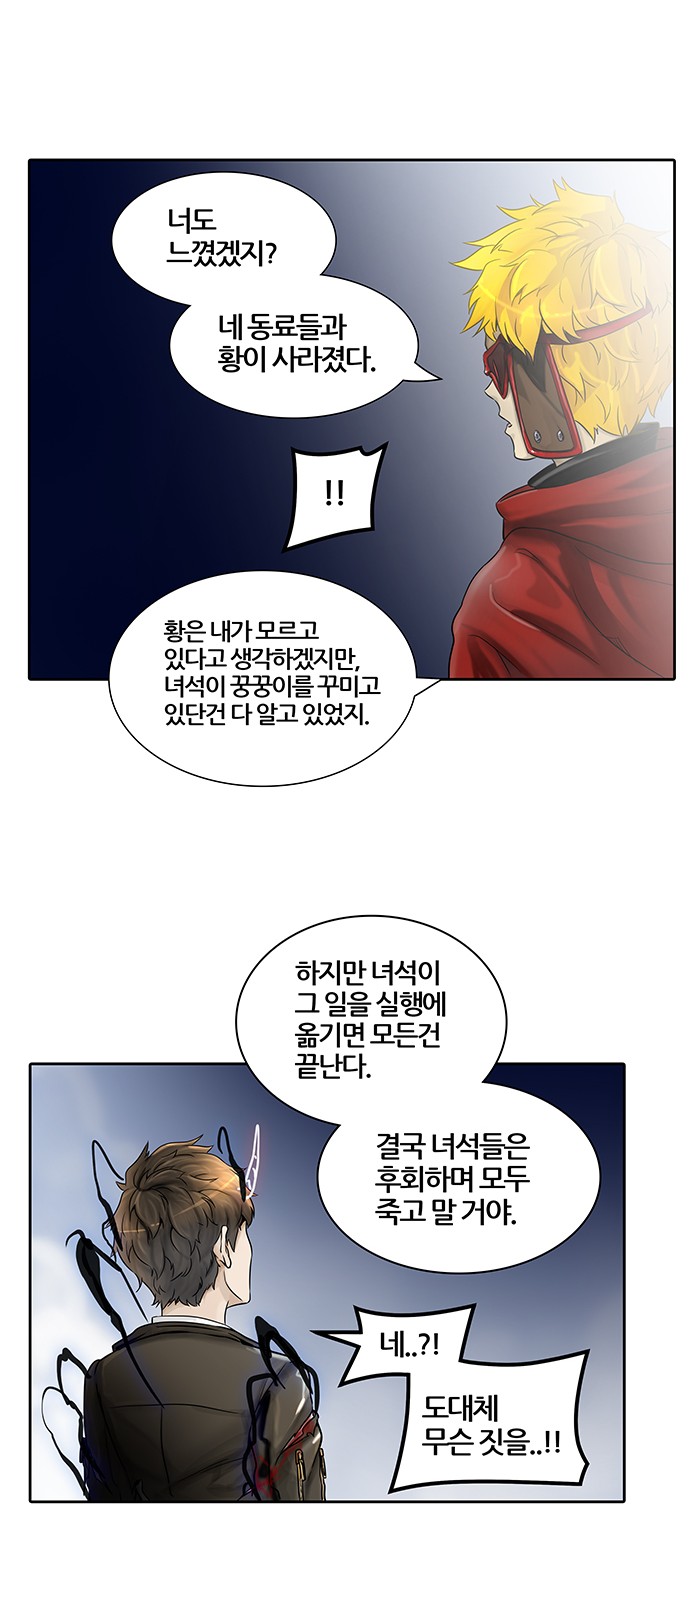 너도
느꼈겠지?
네 동료들과
황이 사라졌다.
!!
황은 내가 모르고
있다고 생각하겠지만,
녀석이 꿍꿍이를 꾸미고
있단건 다 알고 있었지.
하지만 녀석이
그 일을 실행에
옮기면 모든건
끝난다.
결국 녀석들은
후회하며 모두
죽고 말 거야.
네..?!
도대체
무슨 짓을..!!